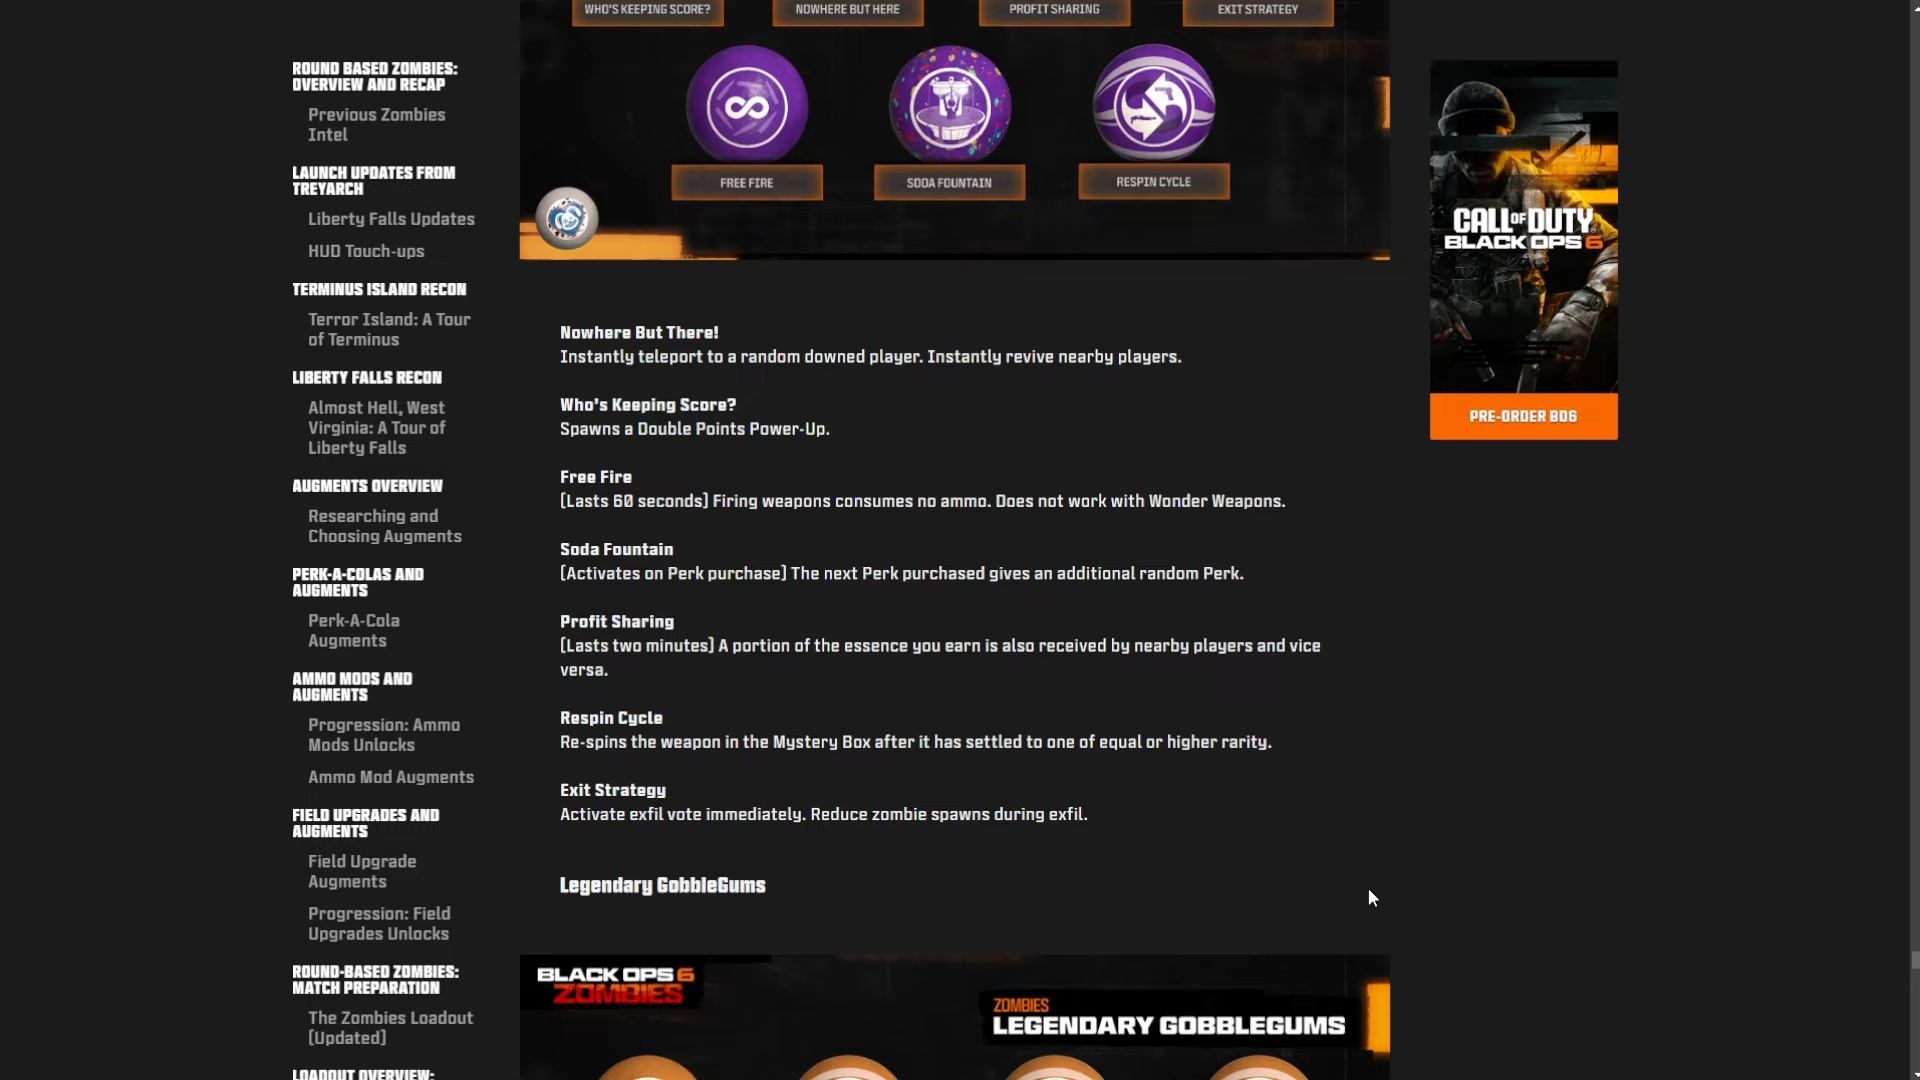 ROUND BASED ZOMBIES:
OVERVIEW AND RECAP
Previous Zombies
Intel
LAUNCH UPDATES FROM
TREYARCH
Liberty Falls Updates
HUD Touch-ups
TERMINUS ISLAND RECON
Terror Island: A Tour
of Terminus
LIBERTY FALLS RECON
Almost Hell, West
Virginia: A Tour of
Liberty Falls
AUGMENTS OVERVIEW
Researching and
Choosing Augments
PERK-A-COLAS AND
AUGMENTS
Perk-A-Cola
Augments
AMMO MODS AND
AUGMENTS
Progression: Ammo
Mods Unlocks
Ammo Mod Augments
FIELD UPGRADES AND
AUGMENTS
Field Upgrade
Augments
Progression: Field
Upgrades Unlocks
ROUND-BASED ZOMBIES:
MATCH PREPARATION
The Zombies Loadout
(Updated)
LOADOUT OVERVIEW:
WHO'S KEEPING SCORE?
NOWHERE BUT HERE
PROFIT SHARING
EXIT STRATEGY
FREE FIRE
SODA FOUNTAIN
RESPIN CYCLE
Nowhere But There!
Instantly teleport to a random downed player. Instantly revive nearby players.
Who's Keeping Score?
Spawns a Double Points Power-Up.
Free Fire
(Lasts 60 seconds) Firing weapons consumes no ammo. Does not work with Wonder Weapons.
Soda Fountain
(Activates on Perk purchase) The next Perk purchased gives an additional random Perk.
Profit Sharing
(Lasts two minutes) A portion of the essence you earn is also received by nearby players and vice
versa.
Respin Cycle
Re-spins the weapon in the Mystery Box after it has settled to one of equal or higher rarity.
Exit Strategy
Activate exfil vote immediately. Reduce zombie spawns during exfil.
Legendary GobbleGums
BLACK OPS 6
ZOMBIES
ZOMBIES
LEGENDARY GOBBLEGUMS
CALL OF DUTY
BLACK OPS 6
PRE-ORDER BO6